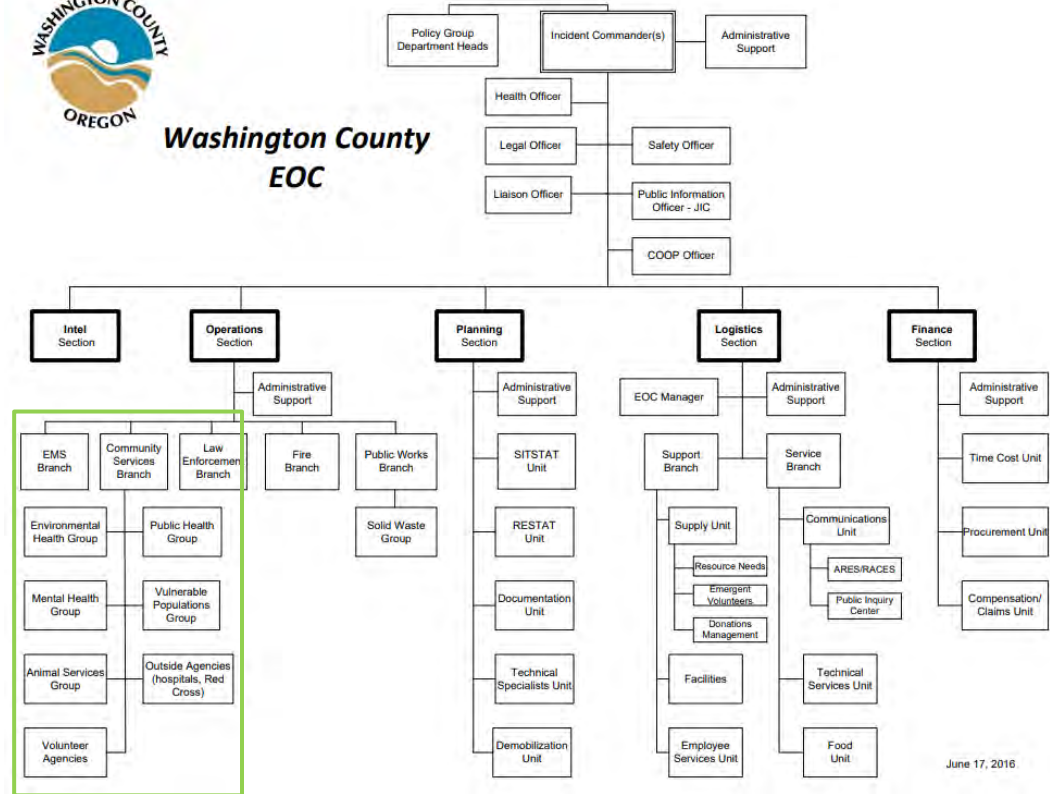 WASHINGTON COUNTY
OREGON
Policy Group
Department Heads
Incident Commander(s)
Administrative
Support
Health Officer
Washington County
EOC
Legal Officer
Safety Officer
Liaison Officer
Public Information
Officer - JIC
COOP Officer
Intel
Section
Operations
Section
Planning
Section
Logistics
Section
Finance
Section
Administrative
Support
Administrative
Support
EOC Manager
Administrative
Support
Administrative
Support
EMS
Branch
Community
Services
Branch
Law
Enforcement
Branch
Fire
Branch
Public Works
Branch
SITSTAT
Unit
Support
Branch
Service
Branch
Time Cost Unit
Environmental
Health Group
Public Health
Group
Solid Waste
Group
RESTAT
Unit
Supply Unit
Communications
Unit
Procurement Unit
Resource Needs
ARES/RACES
Mental Health
Group
Vulnerable
Populations
Group
Documentation
Unit
Emergent
Volunteers
Public Inquiry
Center
Compensation/
Claims Unit
Donations
Management
Animal Services
Group
Outside Agencies
(hospitals, Red
Cross)
Technical
Specialists Unit
Facilities
Technical
Services Unit
Volunteer
Agencies
Demobilization
Unit
Employee
Services Unit
Food
Unit
June 17, 2016